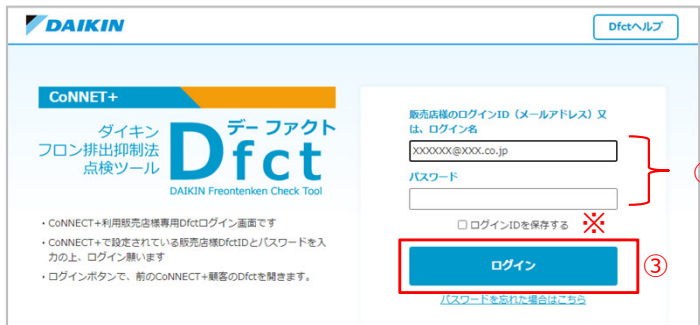 DAIKIN
Dfctヘルプ
CoNNET+
ダイキン
フロン排出抑制法
点検ツール
デー ファクト
Dfct
DAIKIN Freontenken Check Tool
・CoNNET+利用販売店様専用Dfctログイン画面です
・CoNNET+で設定されている販売店様DfctIDとパスワードを入
力の上、ログイン願います
・ログインボタンで、前のCoNNET+顧客のDfctを開きます。
販売店様のログインID（メールアドレス）又
は、ログイン名
XXXXXX@XXX.co.jp
パスワード
ログインIDを保存する
※
ログイン
③
パスワードを忘れた場合はこちら